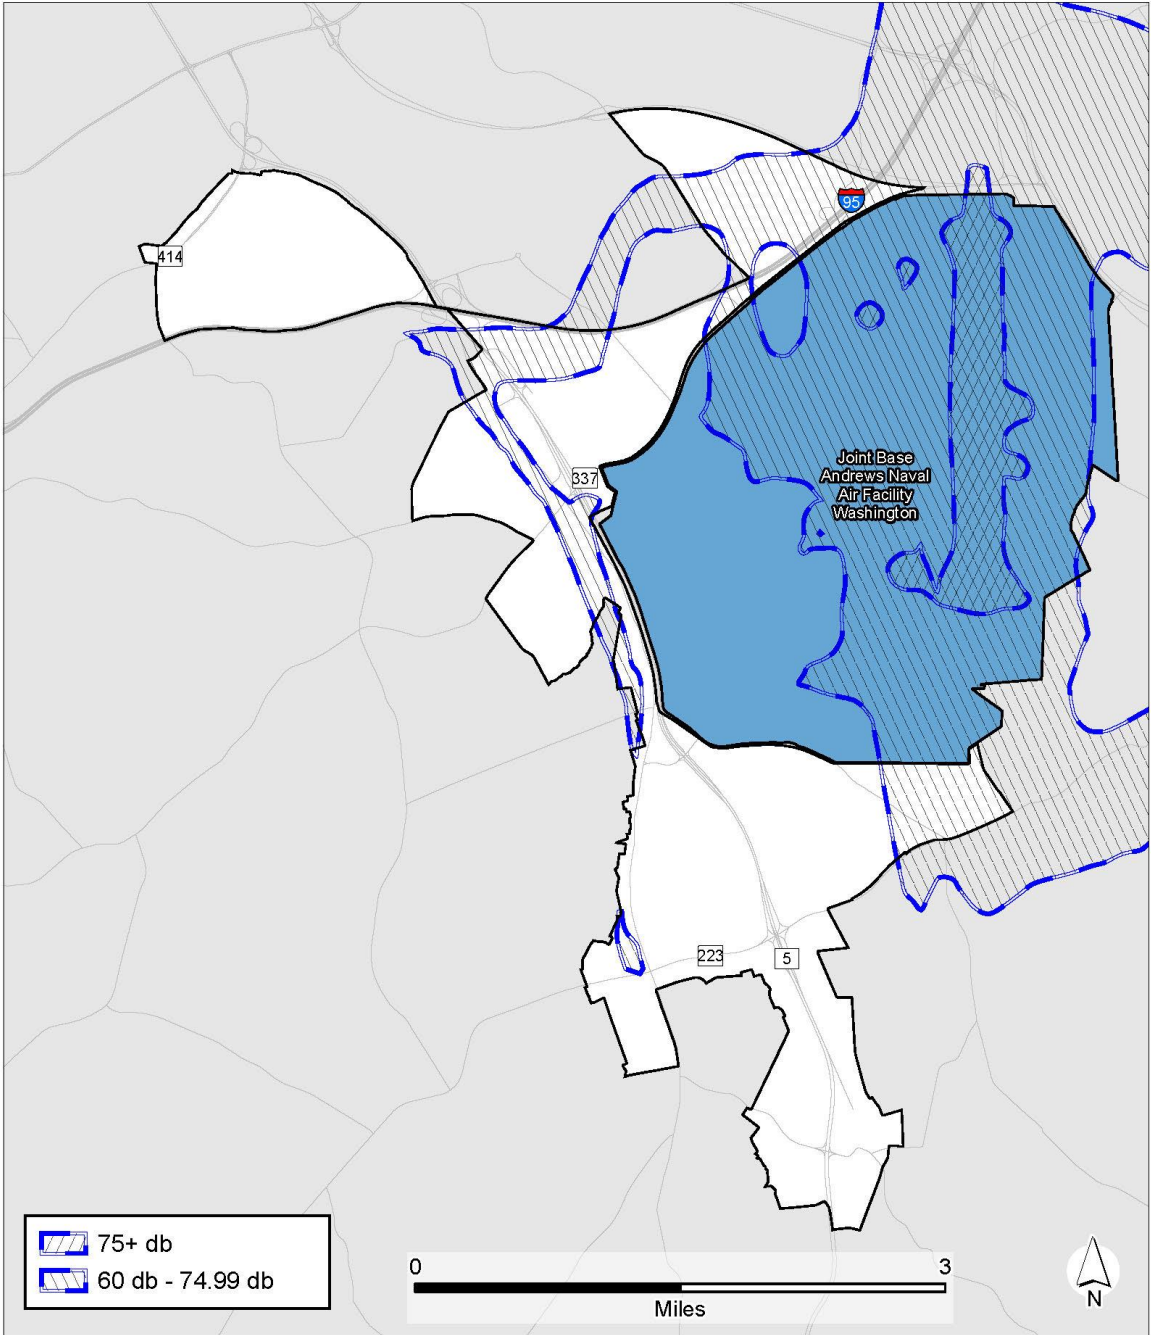 95
414
337
Joint Base
Andrews Naval
Air Facility
Washington
223
5
75+ db
60 db - 74.99 db
0 3
Miles
N